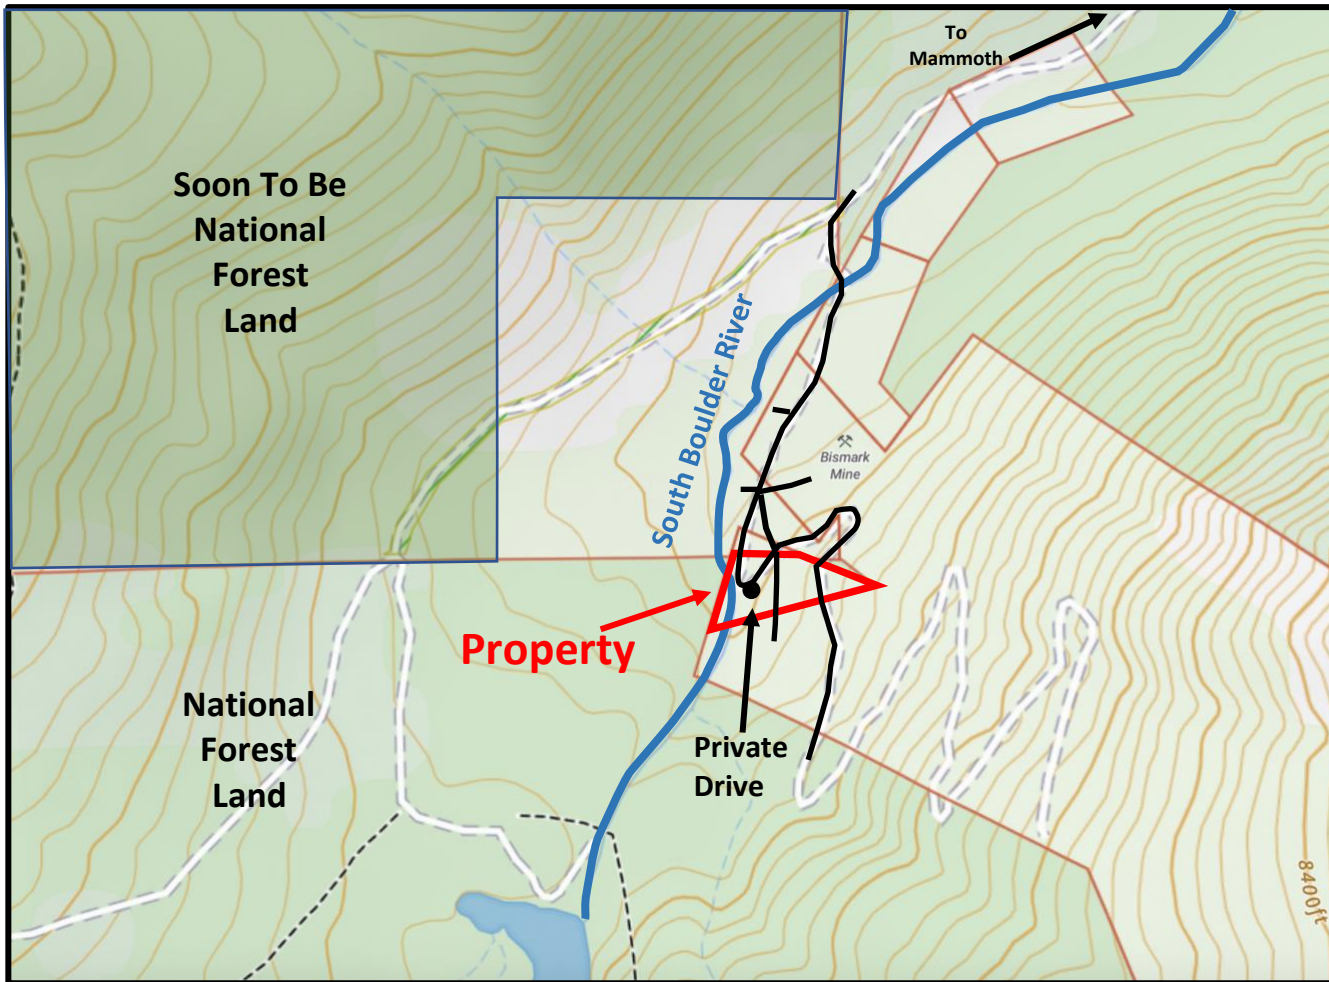 To
Mammoth
Soon To Be
National
Forest
Land
South Boulder River
Bismark
Mine
Property
National
Forest
Land
Private
Drive
8400ft